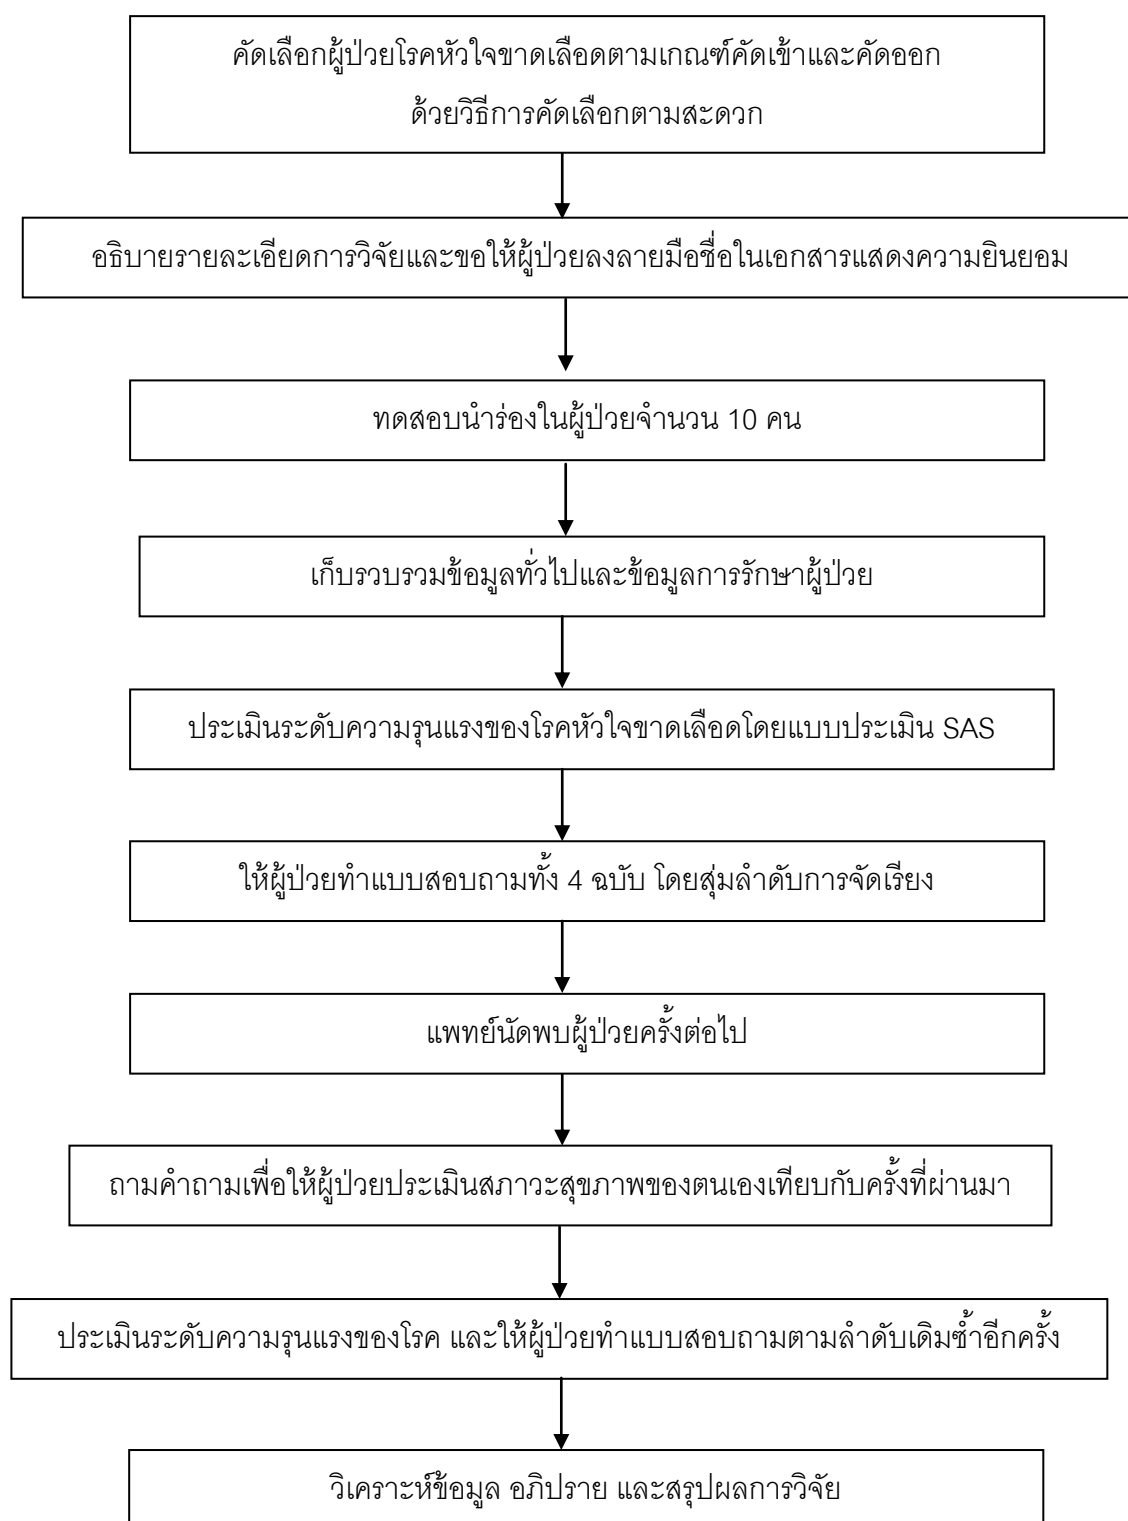 คัดเลือกผู้ป่วยโรคหัวใจขาดเลือดตามเกณฑ์คัดเข้าและคัดออก
ด้วยวิธีการคัดเลือกตามสะดวก
อธิบายรายละเอียดการวิจัยและขอให้ผู้ป่วยลงลายมือชื่อในเอกสารแสดงความยินยอม
ทดสอบนำร่องในผู้ป่วยจำนวน 10 คน
เก็บรวบรวมข้อมูลทั่วไปและข้อมูลการรักษาผู้ป่วย
ประเมินระดับความรุนแรงของโรคหัวใจขาดเลือดโดยแบบประเมิน SAS
ให้ผู้ป่วยทำแบบสอบถามทั้ง 4 ฉบับ โดยสุ่มลำดับการจัดเรียง
แพทย์นัดพบผู้ป่วยครั้งต่อไป
ถามคำถามเพื่อให้ผู้ป่วยประเมินสภาวะสุขภาพของตนเองเทียบกับครั้งที่ผ่านมา
ประเมินระดับความรุนแรงของโรค และให้ผู้ป่วยทำแบบสอบถามตามลำดับเดิมซ้ำอีกครั้ง
วิเคราะห์ข้อมูล อภิปราย และสรุปผลการวิจัย